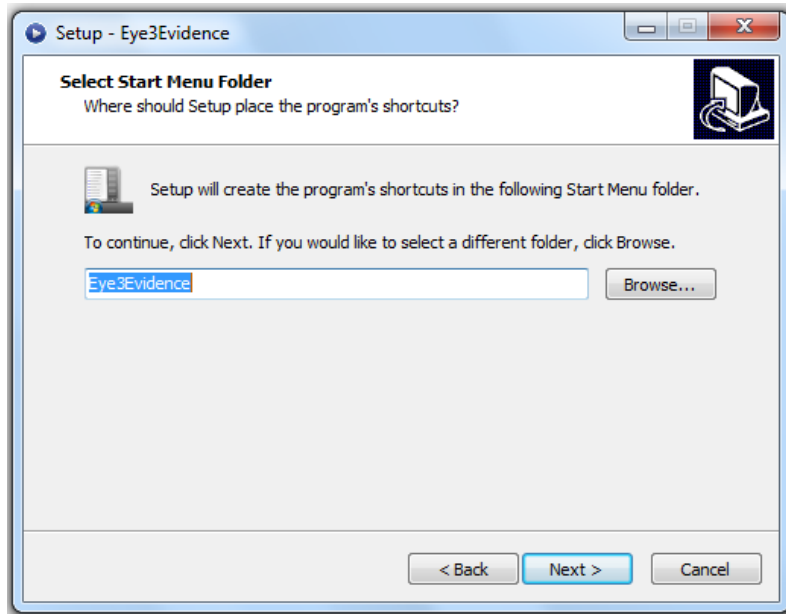 Setup - Eye3Evidence
Select Start Menu Folder
Where should Setup place the program's shortcuts?
Setup will create the program's shortcuts in the following Start Menu folder.
To continue, click Next. If you would like to select a different folder, click Browse.
Eye3Evidence
Browse...
< Back
Next >
Cancel